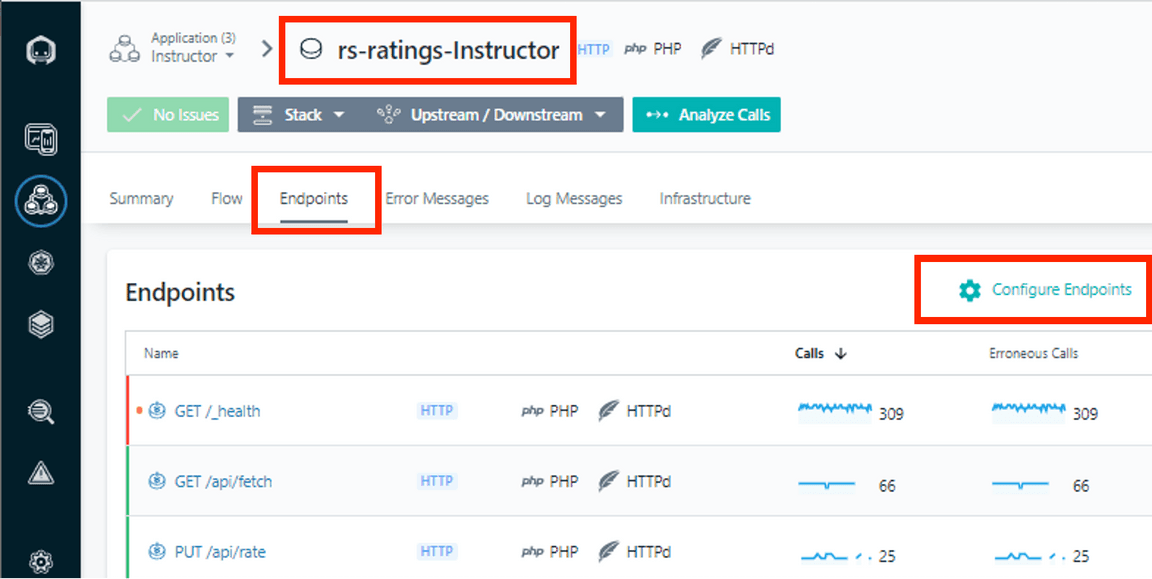 Application (3)
Instructor
rs-ratings-Instructor HTTP php PHP HTTPd
No Issues Stack Upstream / Downstream Analyze Calls
Summary Flow Endpoints Error Messages Log Messages Infrastructure
Endpoints Configure Endpoints
Name Calls Erroneous Calls
GET /_health HTTP php PHP HTTPd 309 309
GET /api/fetch HTTP php PHP HTTPd 66 66
PUT /api/rate HTTP php PHP HTTPd 25 25